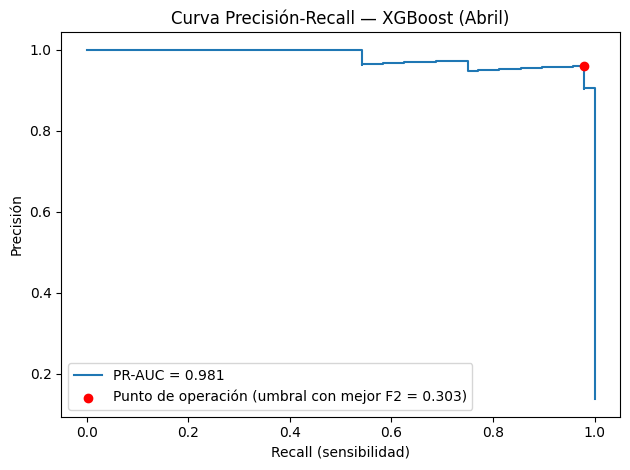 Curva Precisión-Recall — XGBoost (Abril)
1.0
0.8
0.6
0.4
0.2
Precisión
PR-AUC = 0.981
Punto de operación (umbral con mejor F2 = 0.303)
0.0 0.2 0.4 0.6 0.8 1.0
Recall (sensibilidad)